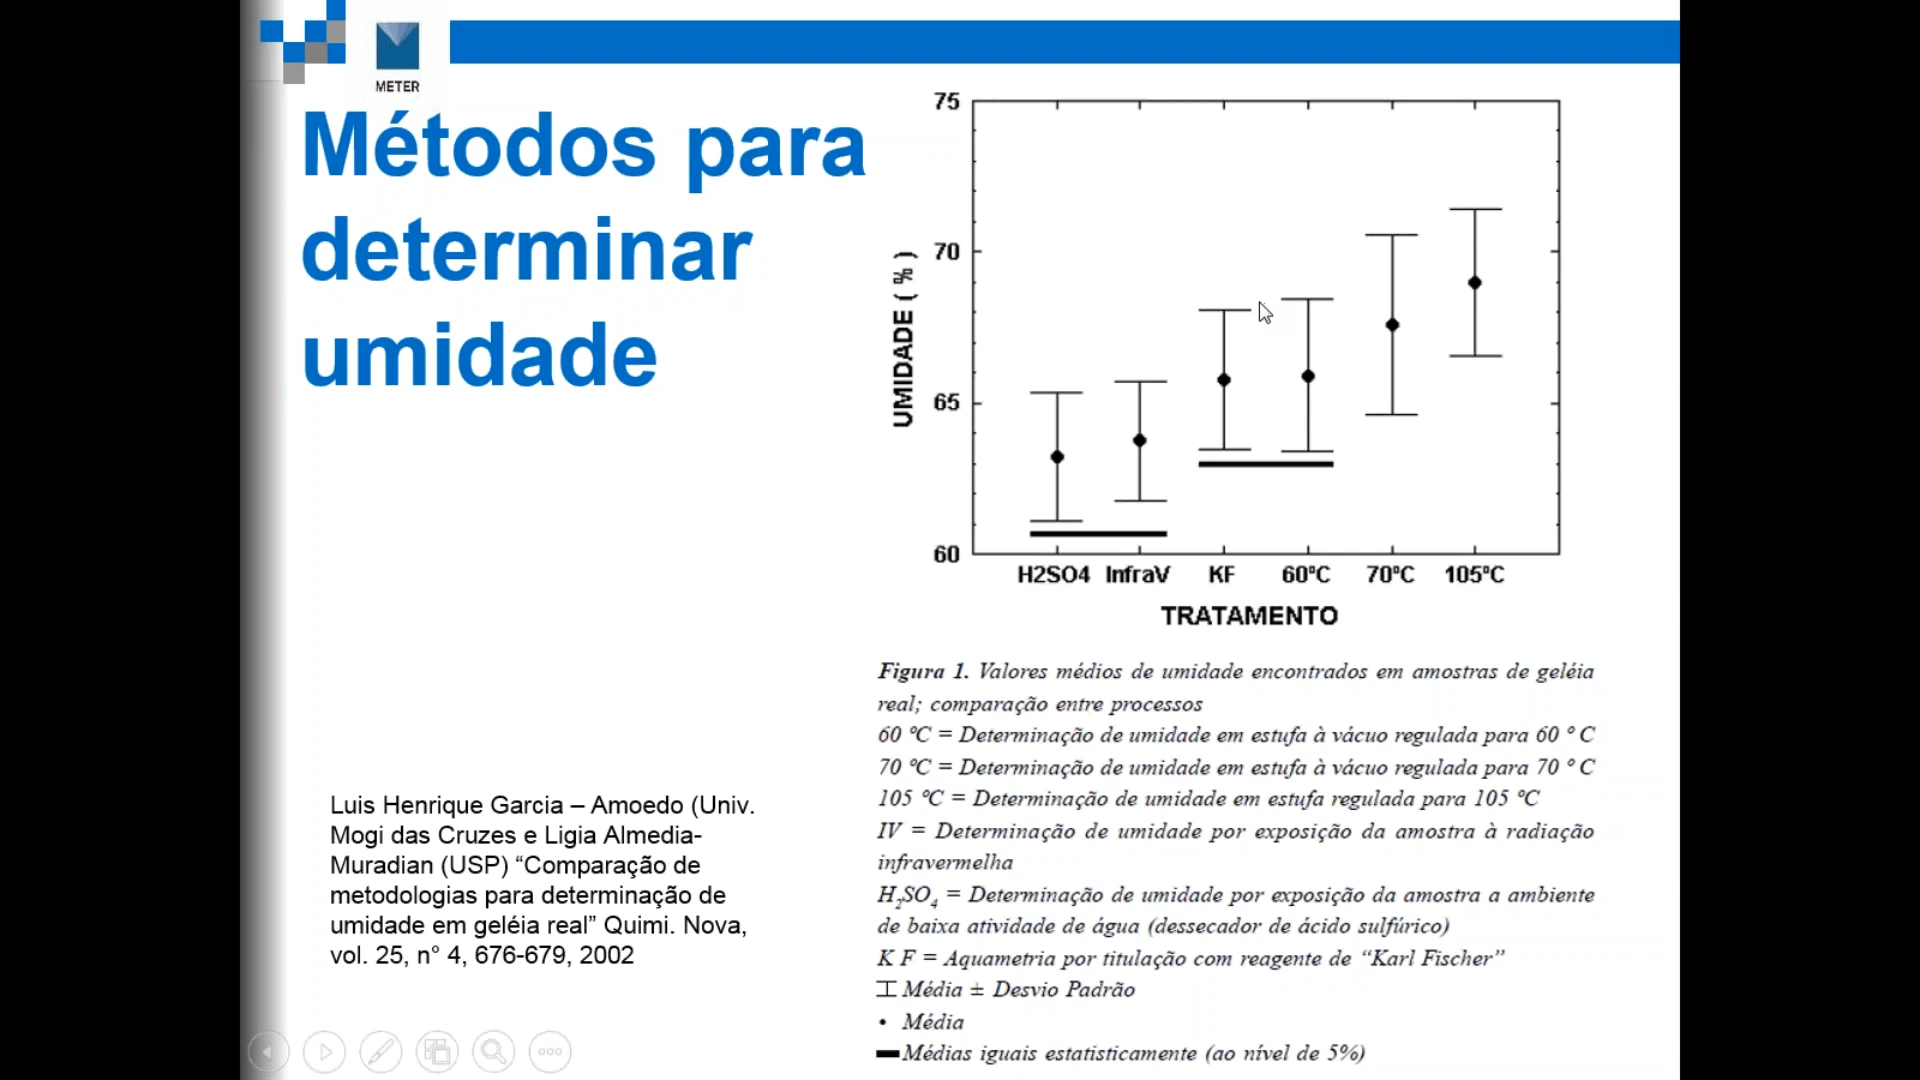 METER
Métodos para
determinar
umidade
75
70
65
60
UMIDADE ( % )
H2SO4 InfraV KF 60ºC 70ºC 105ºC
TRATAMENTO
Figura 1. Valores médios de umidade encontrados em amostras de geléia
real; comparação entre processos
60 ºC = Determinação de umidade em estufa à vácuo regulada para 60 º C
70 ºC = Determinação de umidade em estufa à vácuo regulada para 70 º C
105 ºC = Determinação de umidade em estufa regulada para 105 ºC
IV = Determinação de umidade por exposição da amostra à radiação
infravermelha
H2SO4 = Determinação de umidade por exposição da amostra a ambiente
de baixa atividade de água (dessecador de ácido sulfúrico)
K F = Aquametria por titulação com reagente de “Karl Fischer”
Média ± Desvio Padrão
• Média
Médias iguais estatisticamente (ao nível de 5%)
Luis Henrique Garcia – Amoedo (Univ.
Mogi das Cruzes e Ligia Almedia-
Muradian (USP) “Comparação de
metodologias para determinação de
umidade em geléia real” Quimi. Nova,
vol. 25, n° 4, 676-679, 2002